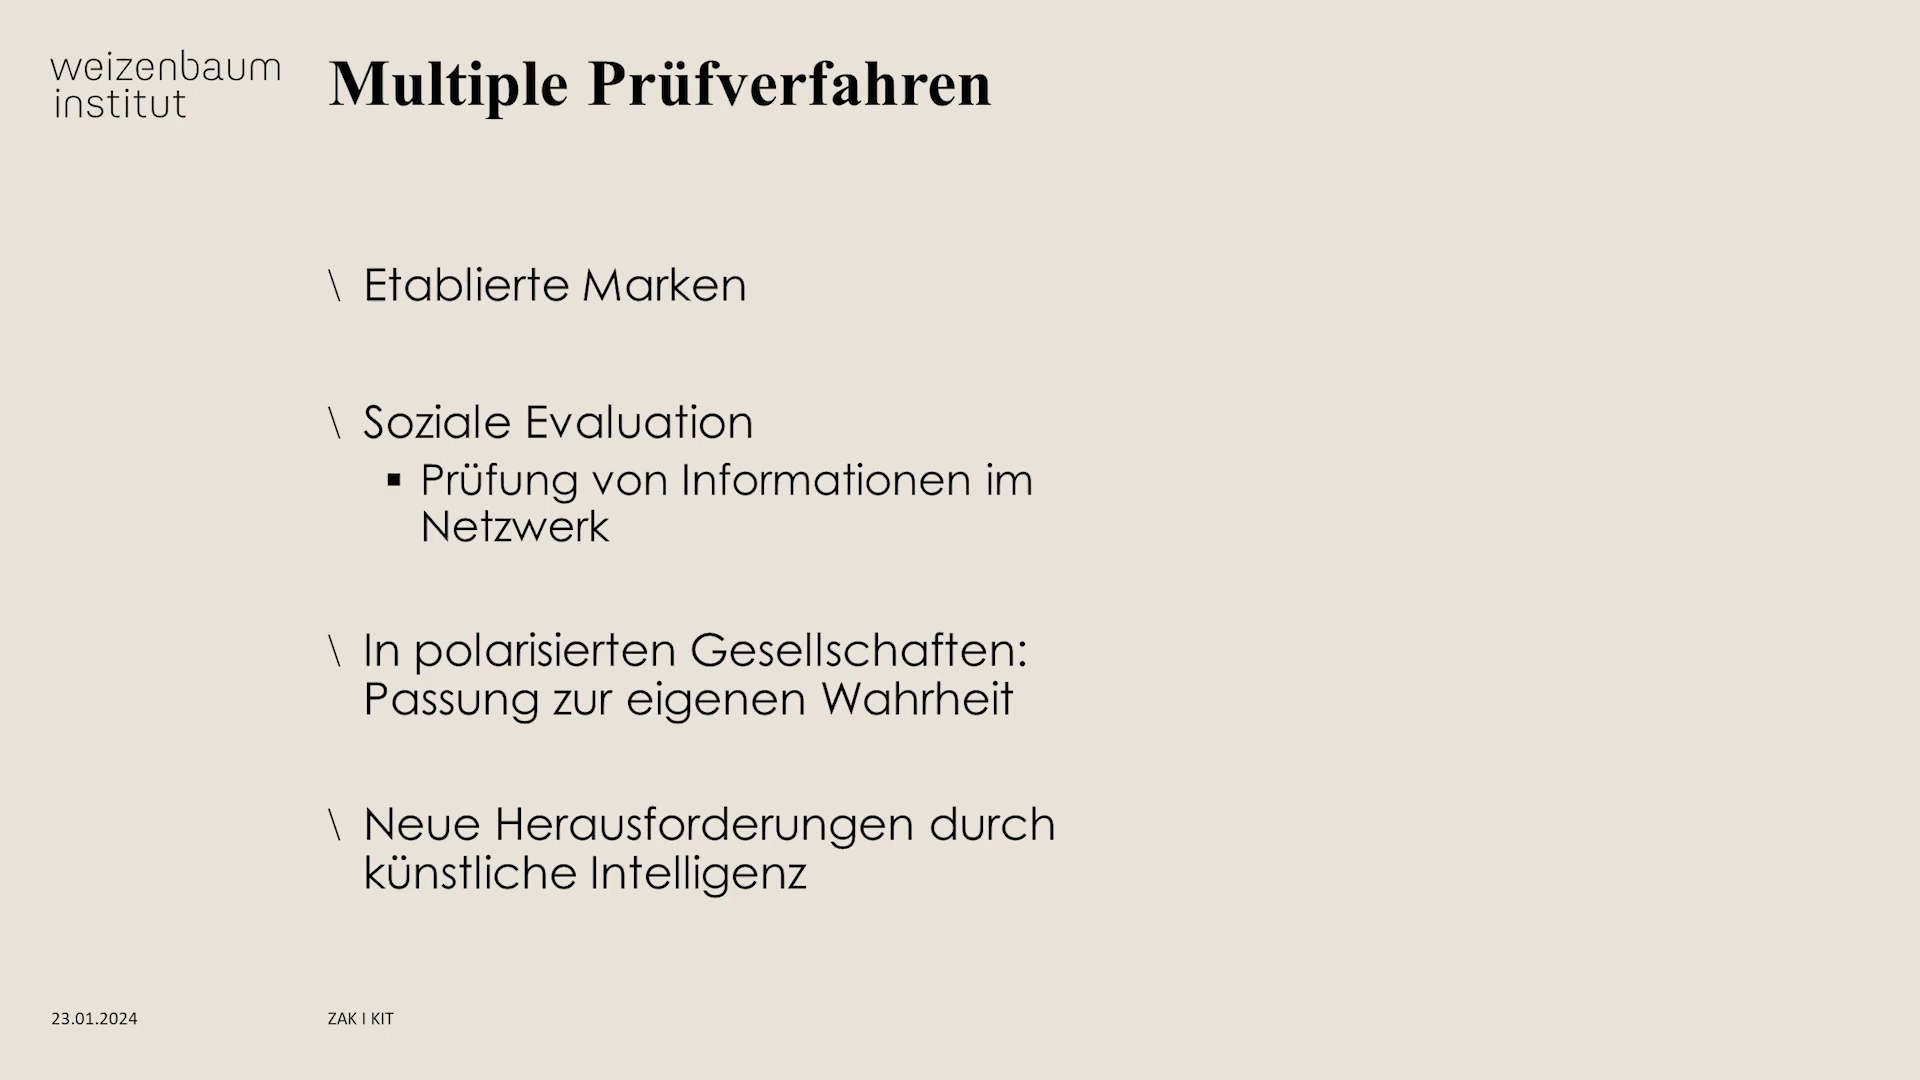 weizenbaum
institut
Multiple Prüfverfahren
\ Etablierte Marken
\ Soziale Evaluation
▪ Prüfung von Informationen im
Netzwerk
\ In polarisierten Gesellschaften:
Passung zur eigenen Wahrheit
\ Neue Herausforderungen durch
künstliche Intelligenz
23.01.2024
ZAK I KIT